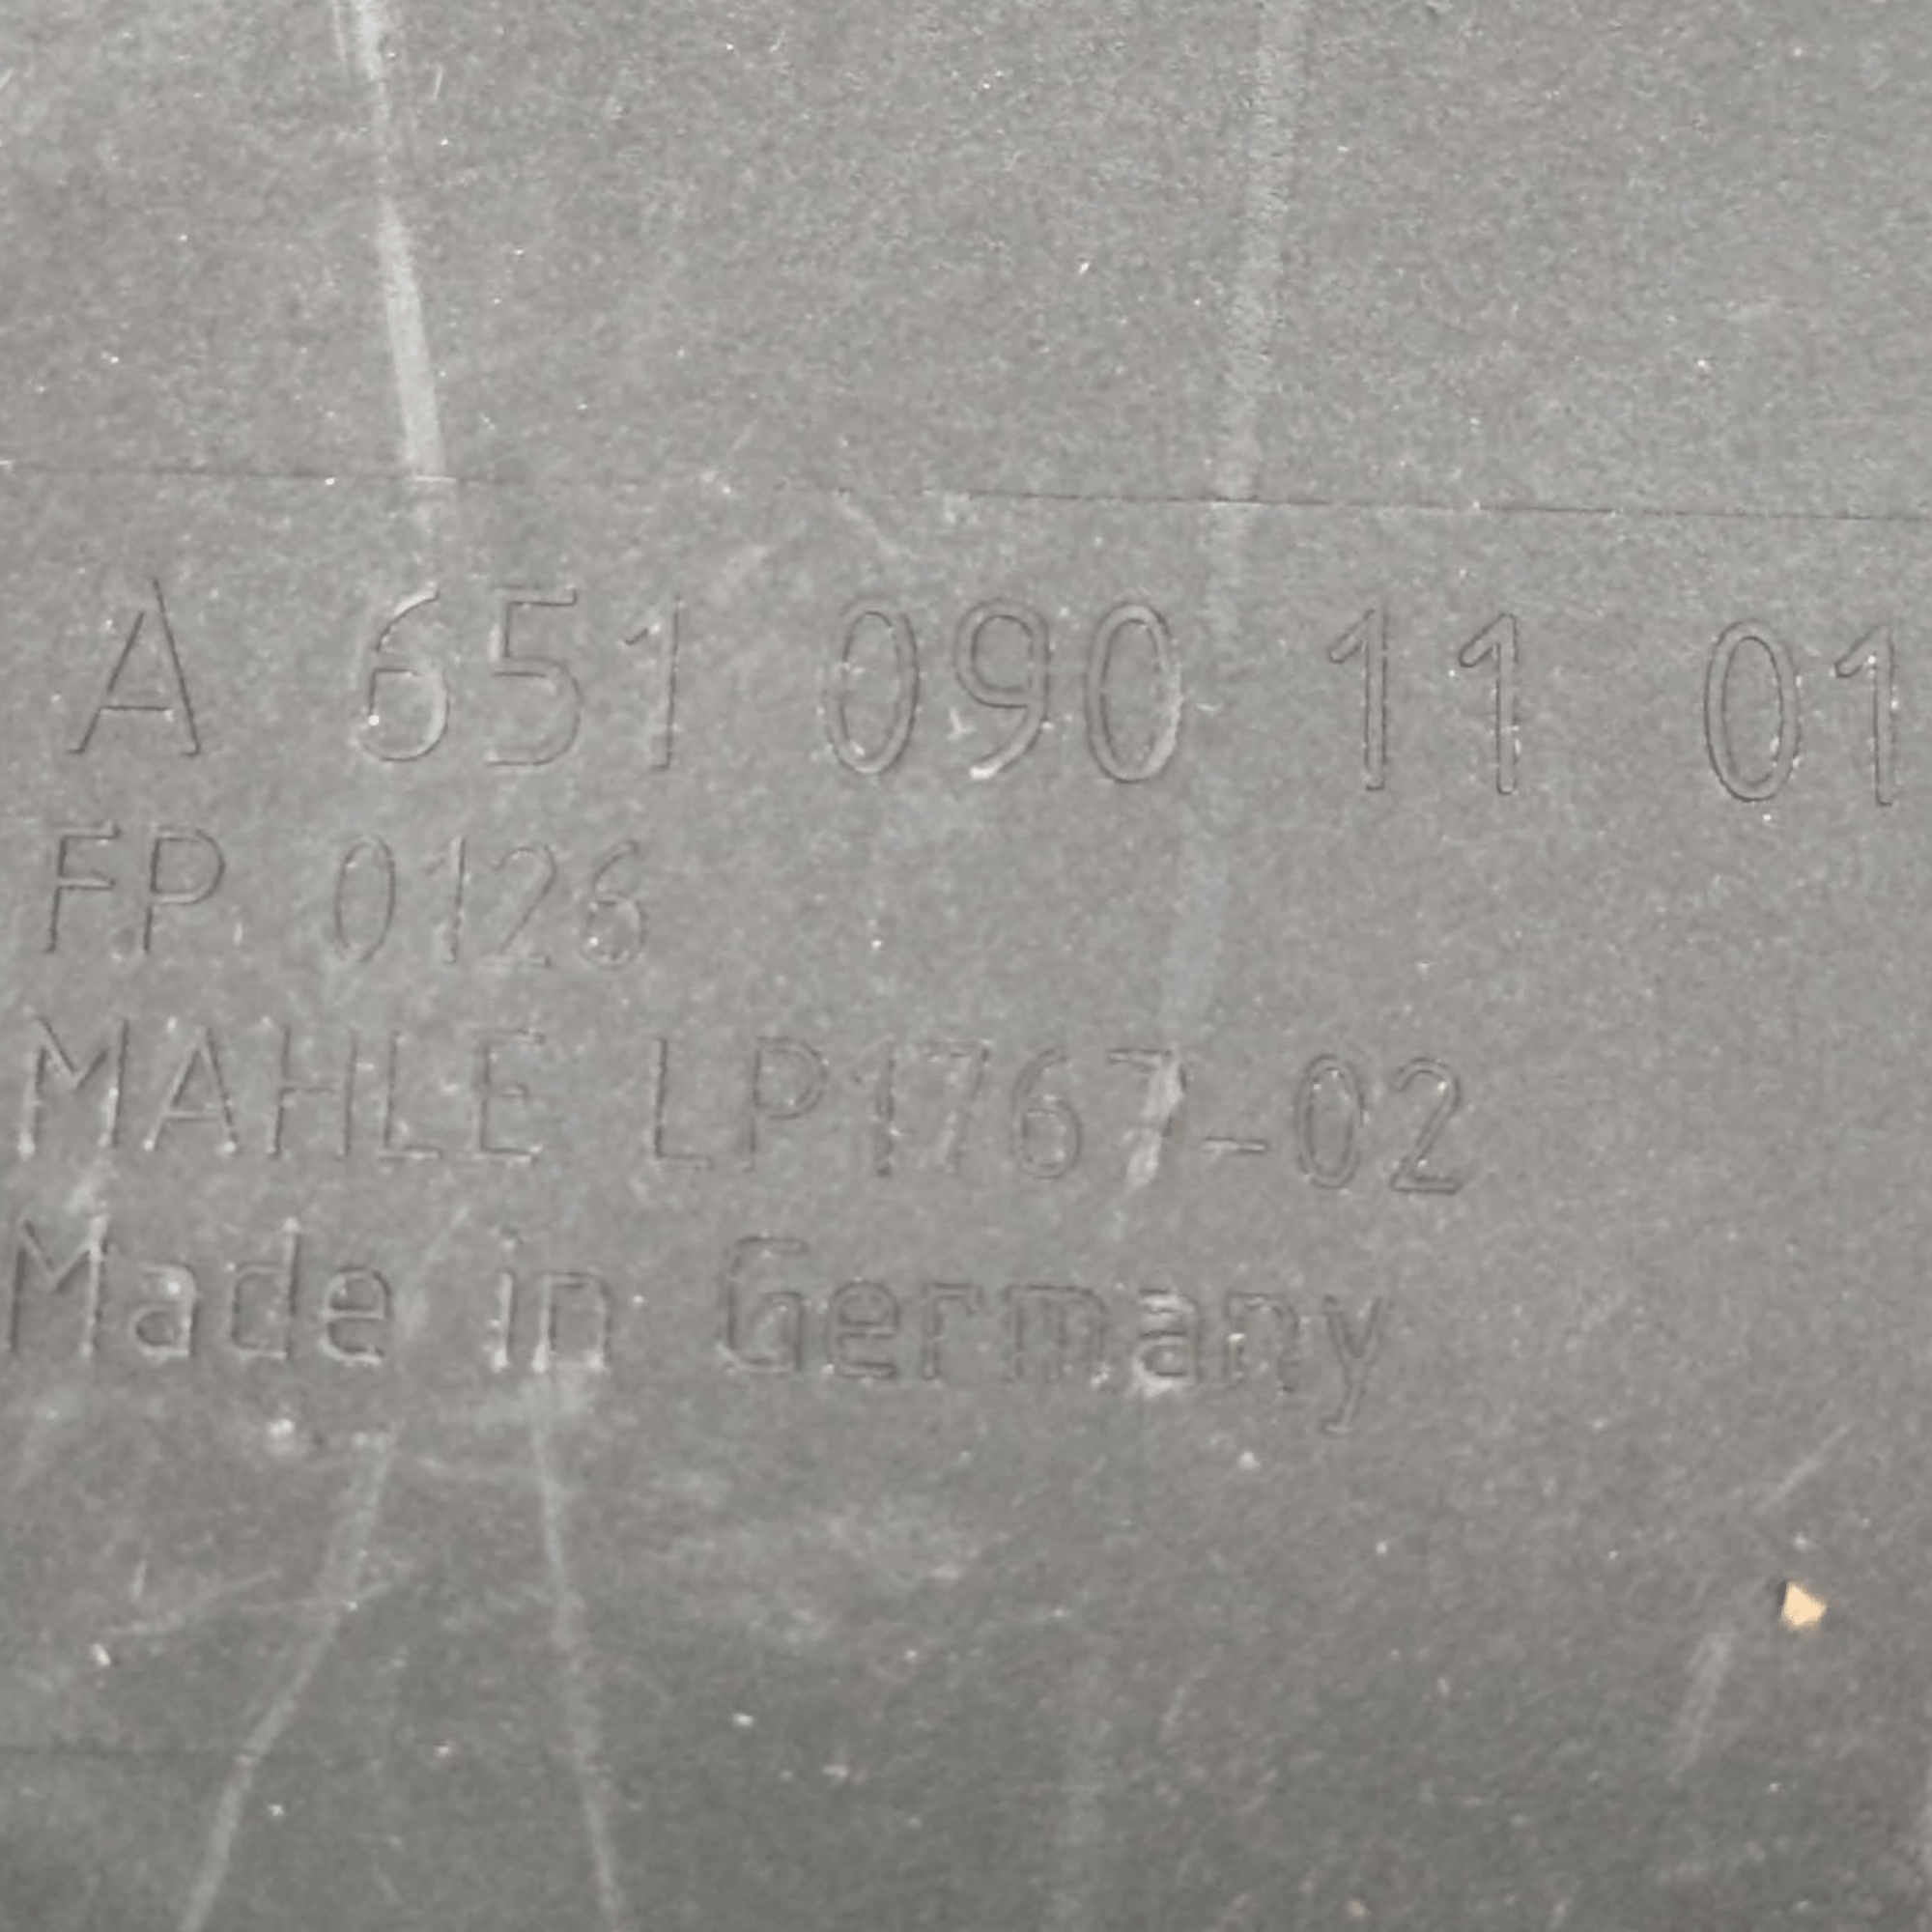 A 651 090 11 01
FP 0126
MAHLE LP1767-02
Made in Germany